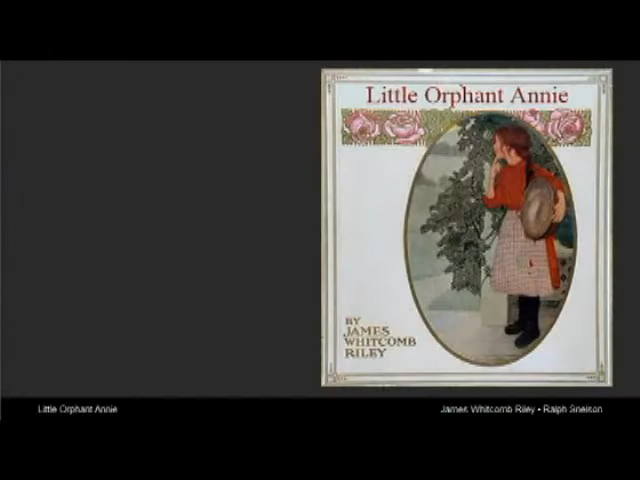 Little Orphant Annie
BY
JAMES
WHITCOMB
RILEY
Little Orphant Annie
James Whitcomb Riley • Ralph Snelson